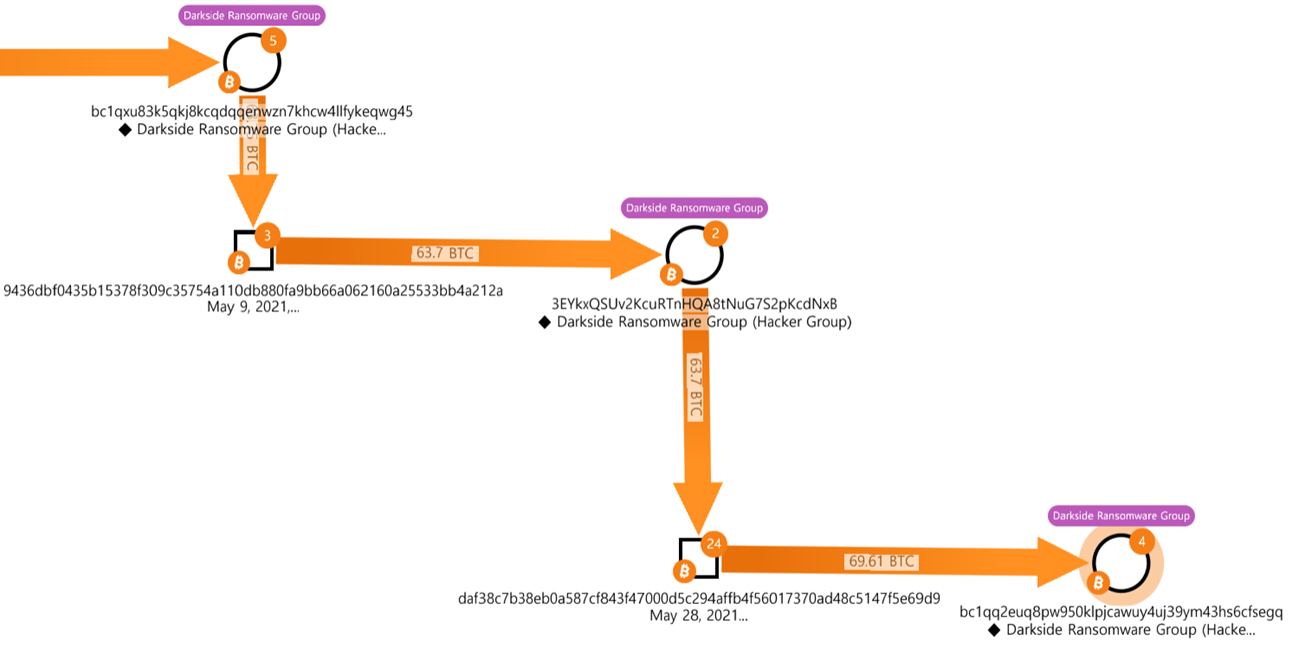 Darkside Ransomware Group
5
bc1qxu83k5qkj8kcqdqqenwzn7khcw4llfykeqwg45
◆ Darkside Ransomware Group (Hacke...
BTC
3
9436dbf0435b15378f309c35754a110db880fa9bb66a062160a25533bb4a212a
May 9, 2021,...
63.7 BTC
Darkside Ransomware Group
2
3EYkxQSUv2KcuRTnHQA8tNuG7S2pKcdNxB
◆ Darkside Ransomware Group (Hacker Group)
63.7 BTC
24
daf38c7b38eb0a587cf843f47000d5c294affb4f56017370ad48c5147f5e69d9
May 28, 2021...
69.61 BTC
Darkside Ransomware Group
4
bc1qq2euq8pw950klpjcawuy4uj39ym43hs6cfsegq
◆ Darkside Ransomware Group (Hacke...